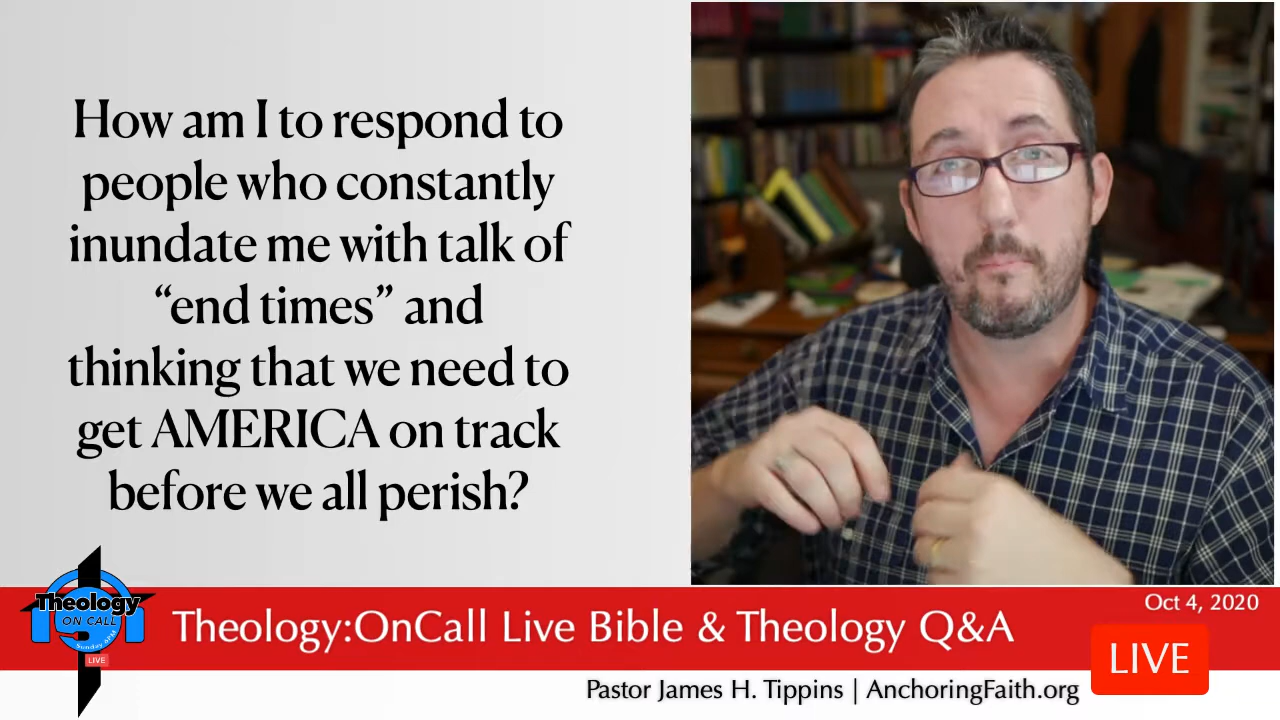 How am I to respond to
people who constantly
inundate me with talk of
“end times” and
thinking that we need to
get AMERICA on track
before we all perish?
Oct 4, 2020
Theology
ON CALL
Sunday 6PM
LIVE
Theology:OnCall Live Bible & Theology Q&A
LIVE
Pastor James H. Tippins | AnchoringFaith.org